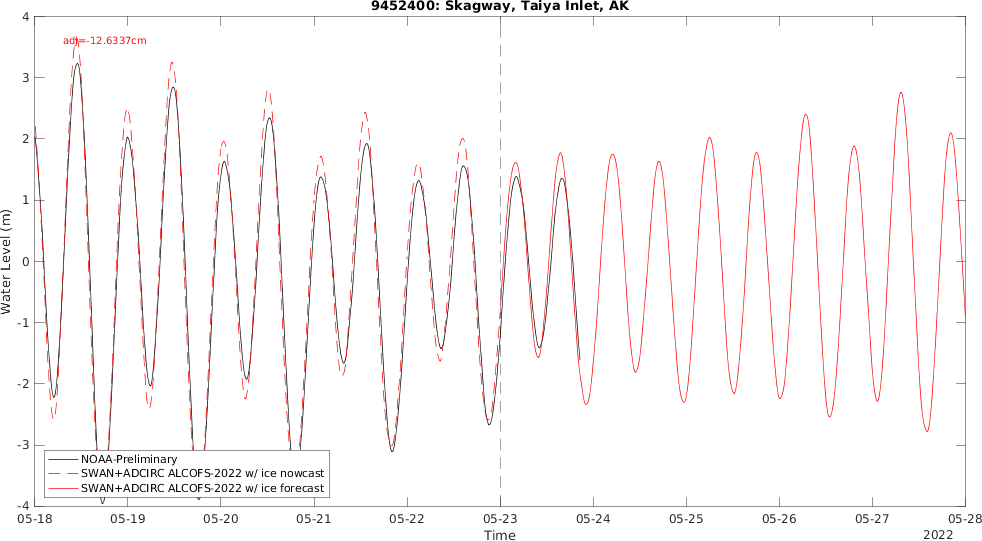 9452400: Skagway, Taiya Inlet, AK
adj=-12.6337cm
Water Level (m)
4
3
2
1
0
-1
-2
-3
-4
NOAA-Preliminary
SWAN+ADCIRC ALCOFS-2022 w/ ice nowcast
SWAN+ADCIRC ALCOFS-2022 w/ ice forecast
05-18 05-19 05-20 05-21 05-22 05-23 05-24 05-25 05-26 05-27 05-28
Time
2022